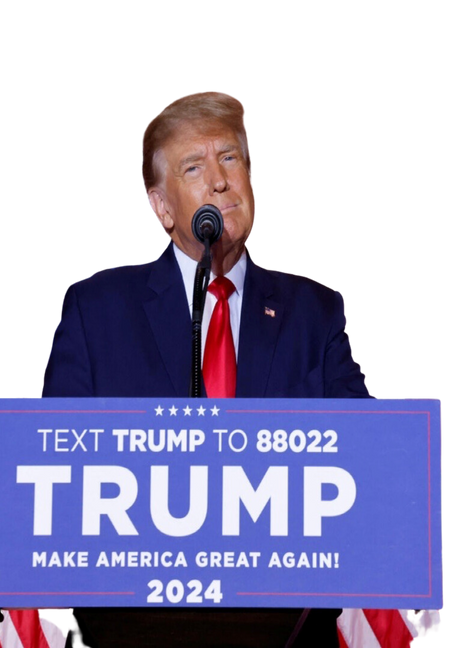 TEXT TRUMP TO 88022
TRUMP
MAKE AMERICA GREAT AGAIN!
2024